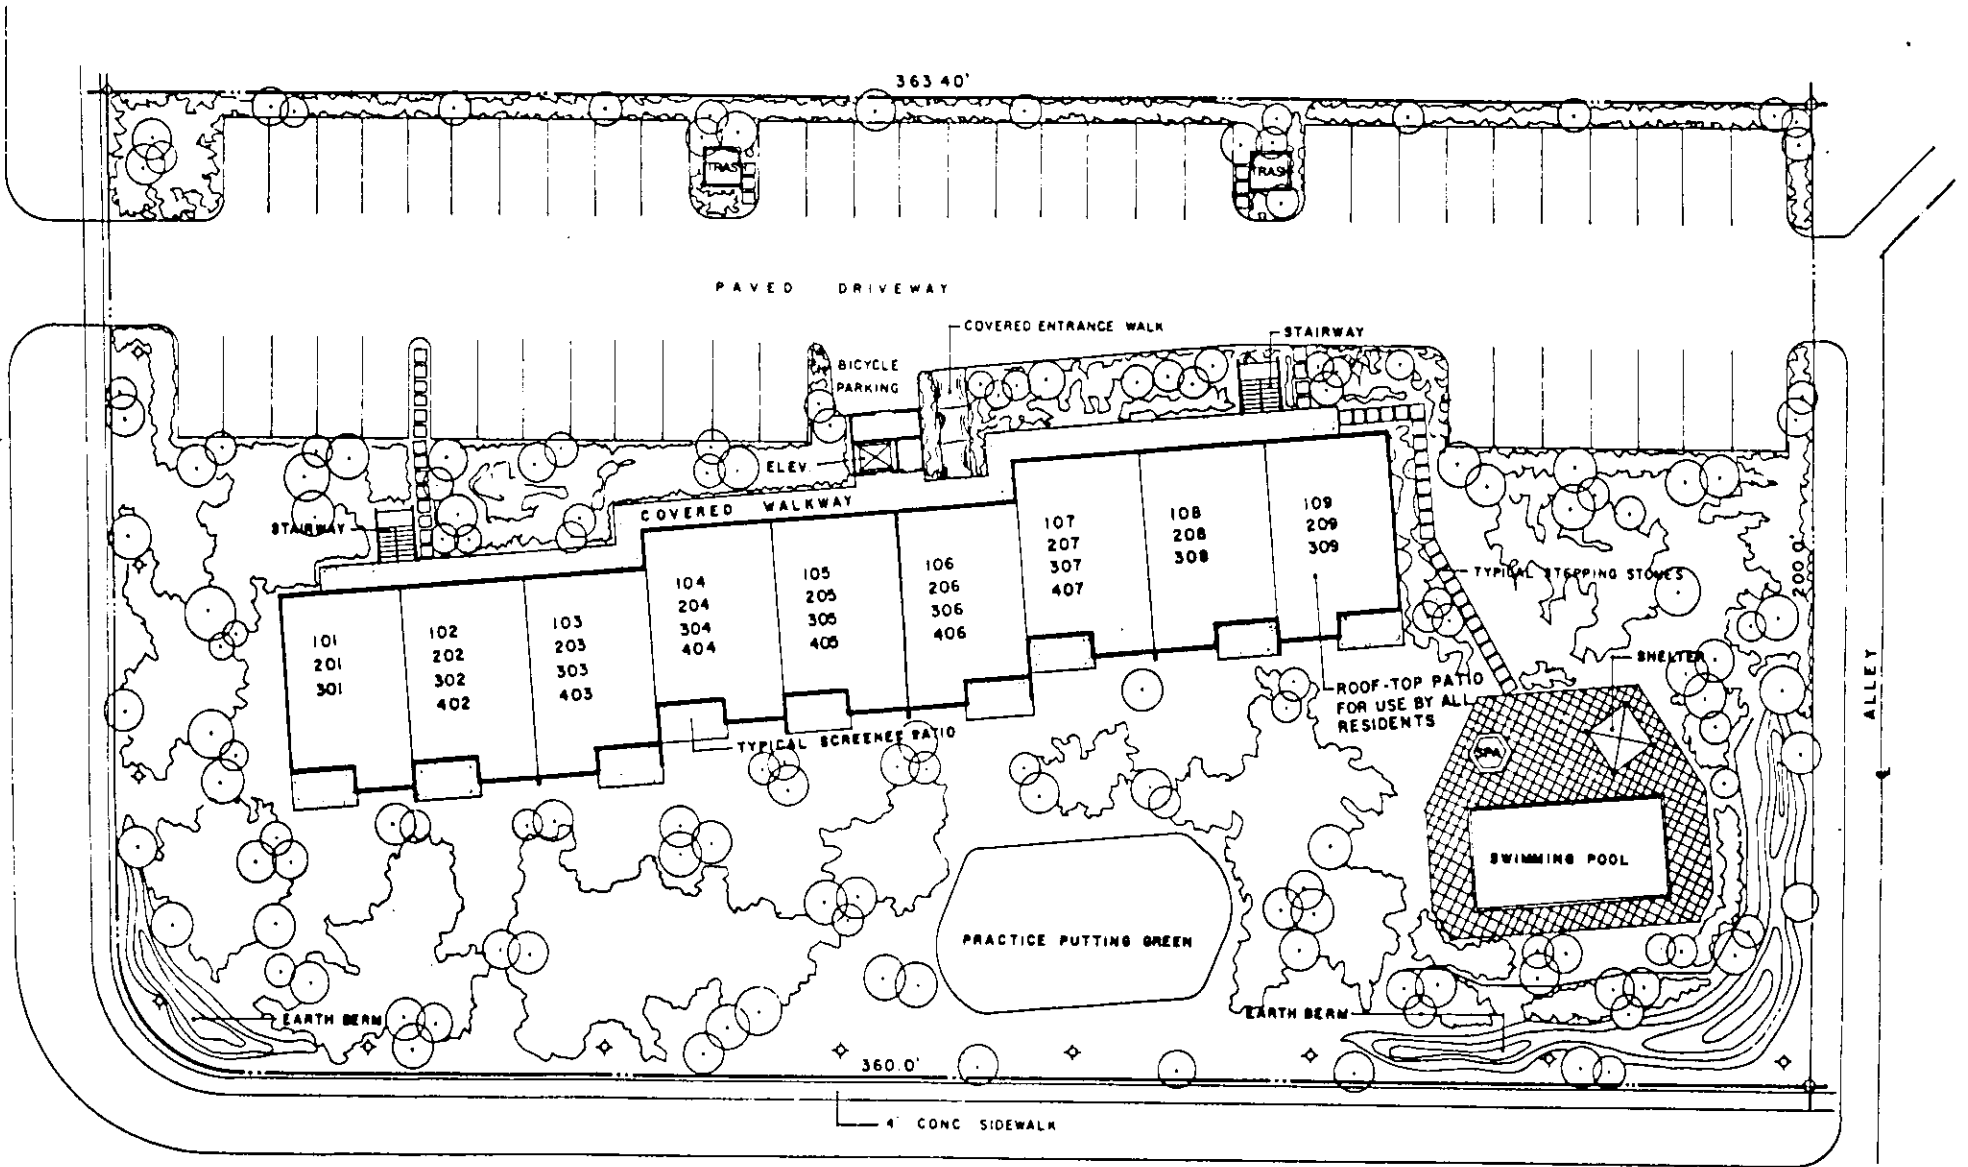 363.40'
TRASH
TRASH
PAVED DRIVEWAY
COVERED ENTRANCE WALK
STAIRWAY
BICYCLE
PARKING
ELEV.
COVERED WALKWAY
STAIRWAY
101
201
301
102
202
302
402
103
203
303
403
104
204
304
404
105
205
305
405
106
206
306
406
107
207
307
407
108
208
308
109
209
309
TYPICAL STEPPING STONES
200.0'
ALLEY
SHELTER
ROOF-TOP PATIO
FOR USE BY ALL
RESIDENTS
TYPICAL SCREENED PATIO
SPA
SWIMMING POOL
PRACTICE PUTTING GREEN
EARTH BERM
EARTH BERM
360.0'
4' CONC SIDEWALK